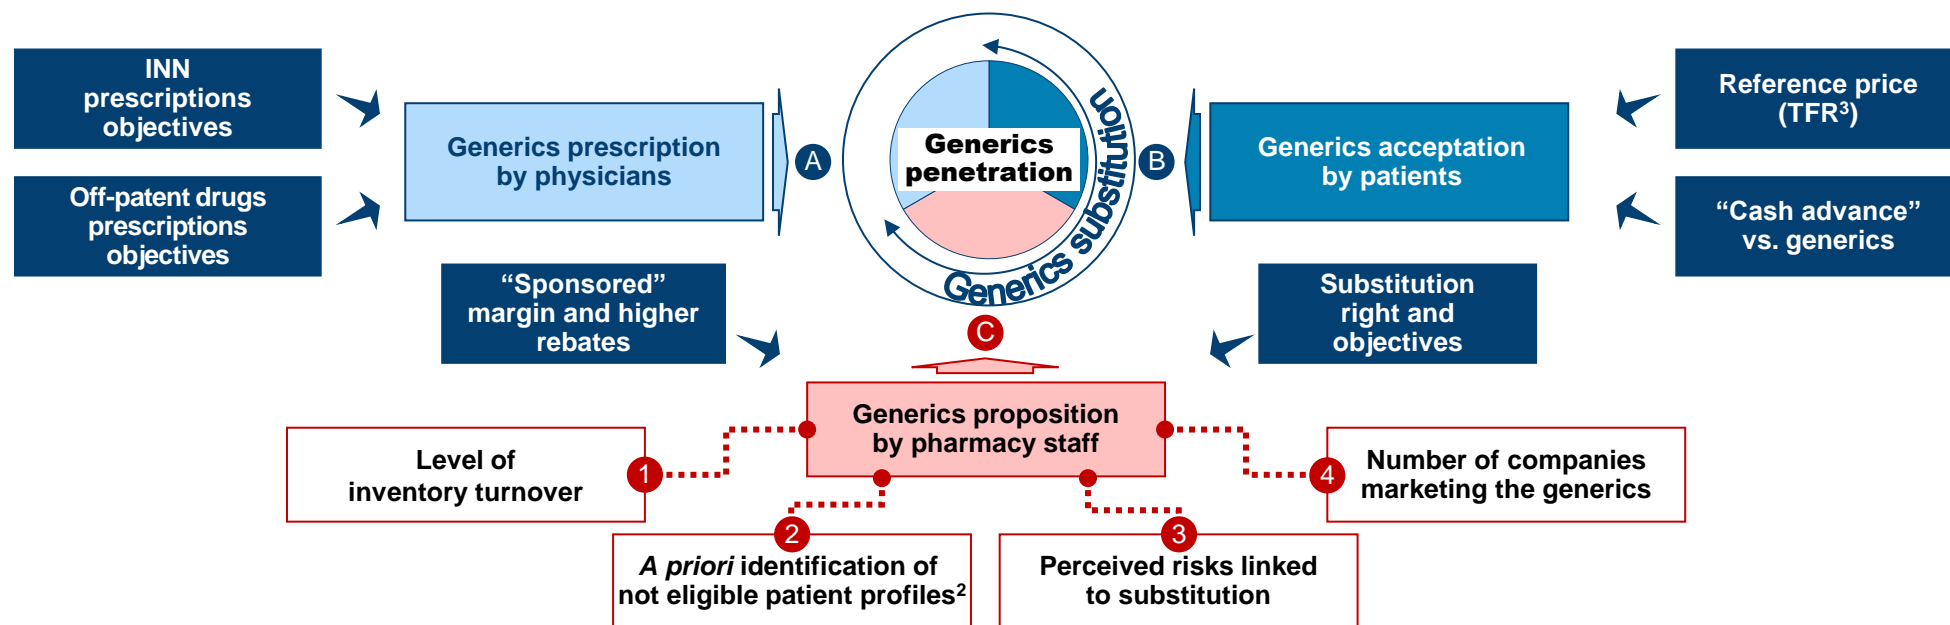 INN
prescriptions
objectives
Off-patent drugs
prescriptions
objectives
Generics prescription
by physicians
A
Generics
penetration
Generics substitution
B
Generics acceptation
by patients
Reference price
(TFR³)
“Cash advance”
vs. generics
“Sponsored”
margin and higher
rebates
C
Substitution
right and
objectives
Generics proposition
by pharmacy staff
Level of
inventory turnover
1
2
A priori identification of
not eligible patient profiles²
3
Perceived risks linked
to substitution
4
Number of companies
marketing the generics